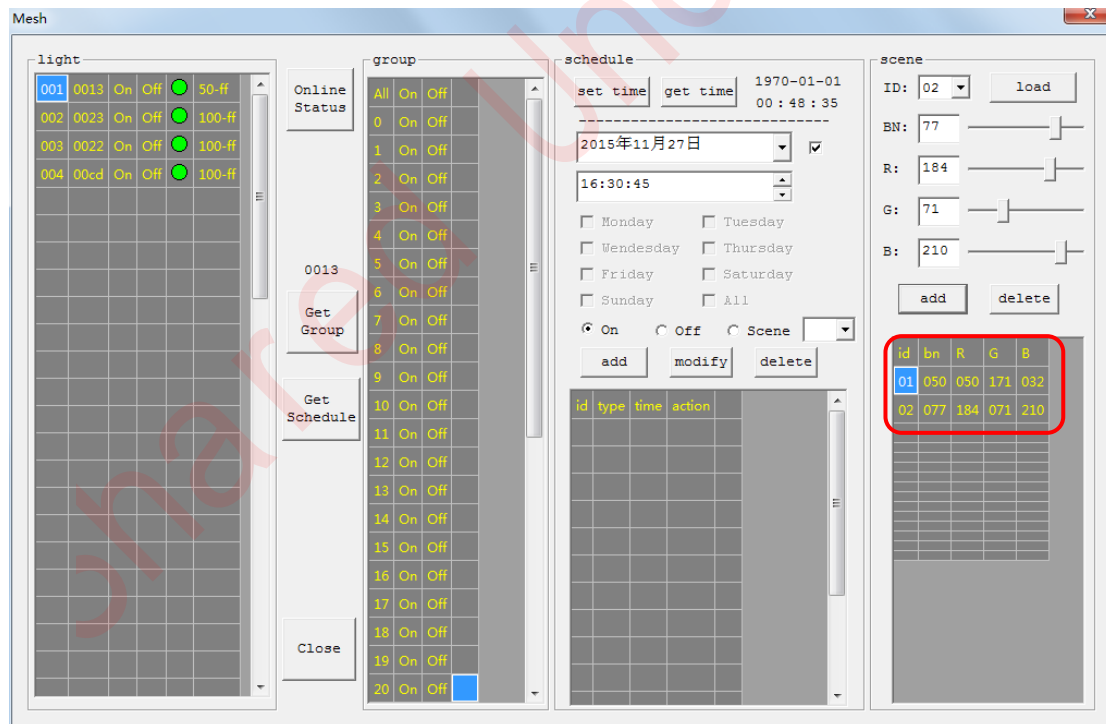 Mesh
light
001 0013 On Off 50-ff
002 0023 On Off 100-ff
003 0022 On Off 100-ff
004 00cd On Off 100-ff
Online
Status
0013
Get
Group
Get
Schedule
Close
group
All On Off
0 On Off
1 On Off
2 On Off
3 On Off
4 On Off
5 On Off
6 On Off
7 On Off
8 On Off
9 On Off
10 On Off
11 On Off
12 On Off
13 On Off
14 On Off
15 On Off
16 On Off
17 On Off
18 On Off
19 On Off
20 On Off
schedule
set time get time 1970-01-01
00:48:35
2015年11月27日
16:30:45
Monday Tuesday
Wendesday Thursday
Friday Saturday
Sunday All
On Off Scene
add modify delete
id type time action
scene
ID: 02 load
BN: 77
R: 184
G: 71
B: 210
add delete
id bn R G B
01 050 050 171 032
02 077 184 071 210
Shared Un